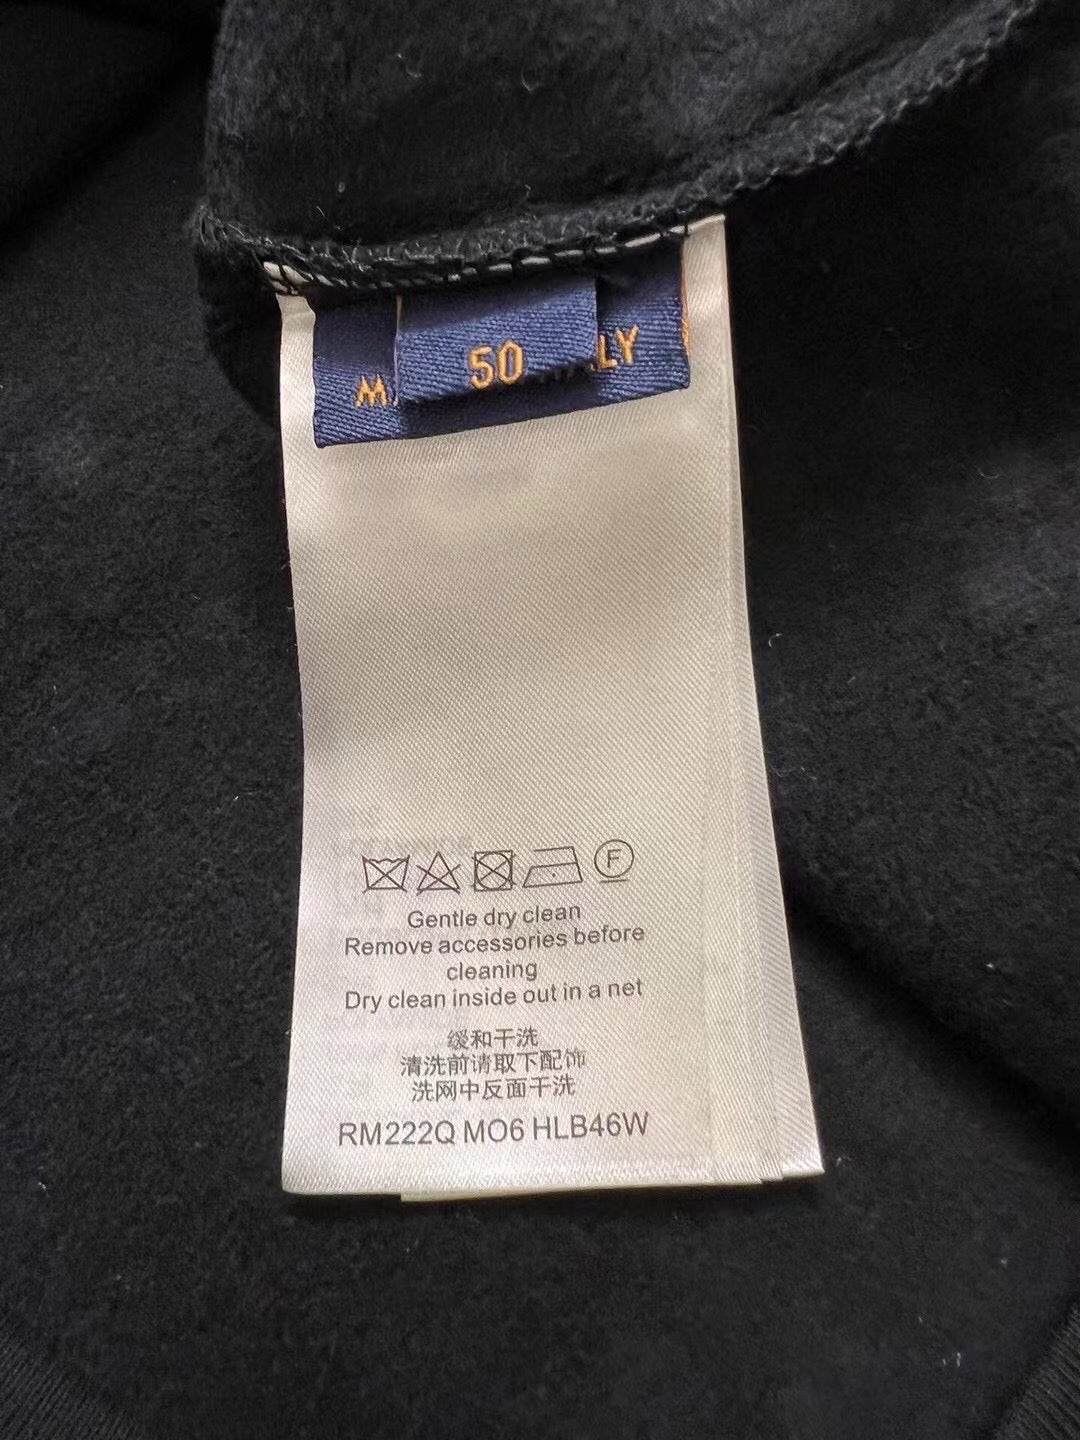 50
LY
F
Gentle dry clean
Remove accessories before
cleaning
Dry clean inside out in a net
缓和干洗
清洗前请取下配饰
洗网中反面干洗
RM222Q MO6 HLB46W